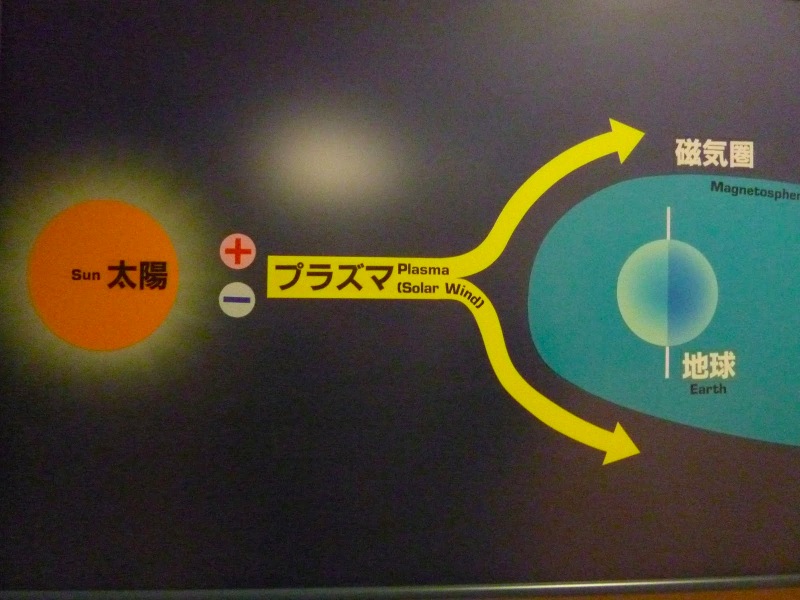 Sun 太陽
+
−
プラズマ Plasma
(Solar Wind)
磁気圏
Magnetospher
地球
Earth